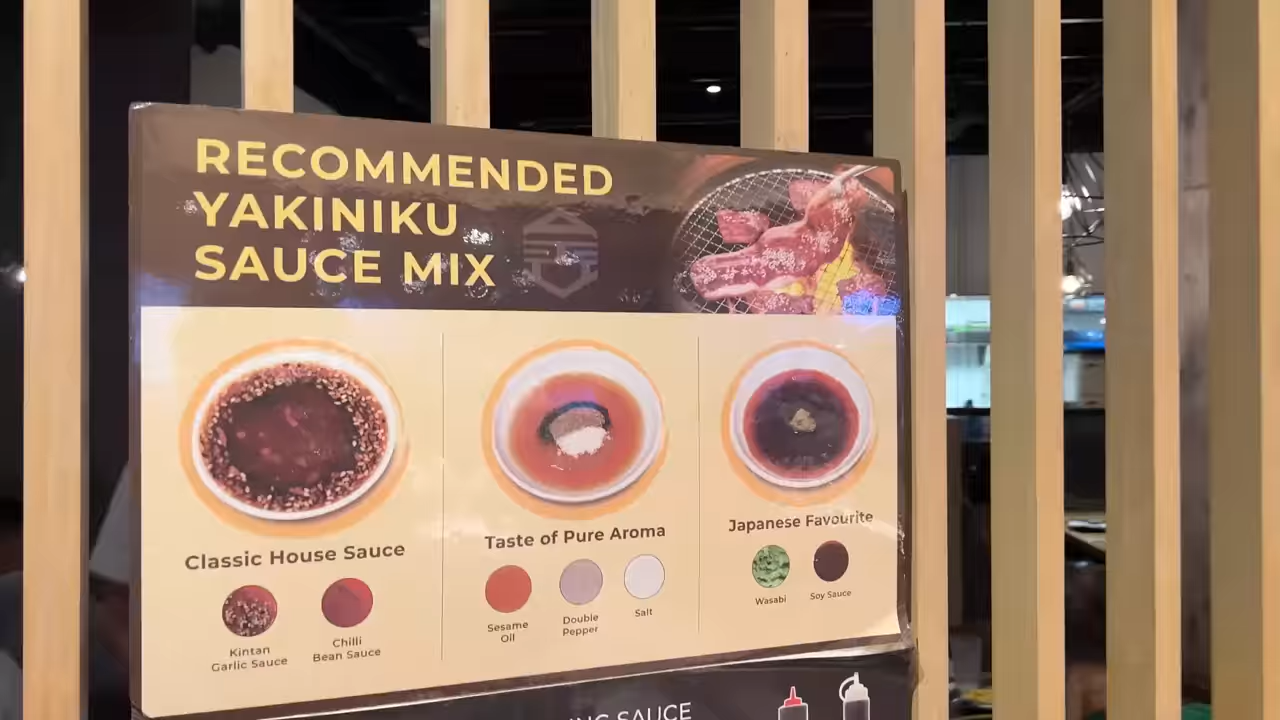 RECOMMENDED
YAKINIKU
SAUCE MIX
Classic House Sauce
Kintan
Garlic Sauce
Chilli
Bean Sauce
Taste of Pure Aroma
Sesame
Oil
Double
Pepper
Salt
Japanese Favourite
Wasabi
Soy Sauce
SAUCE